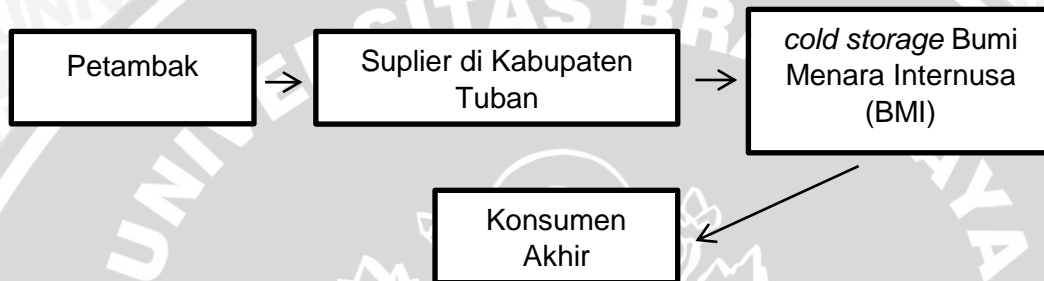 Petambak
Suplier di Kabupaten
Tuban
cold storage Bumi
Menara Internusa
(BMI)
Konsumen
Akhir